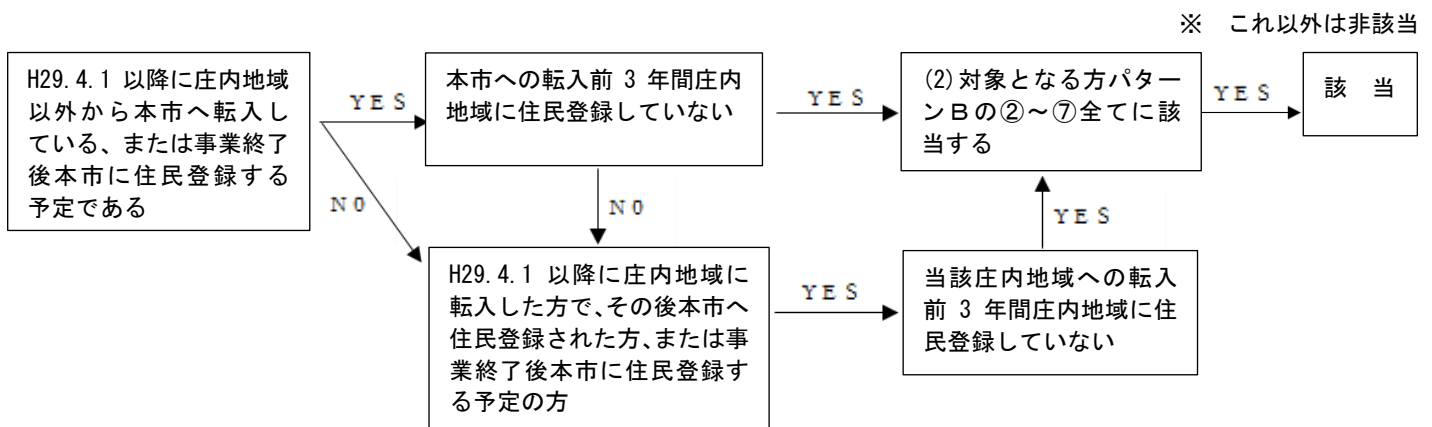 ※　これ以外は非該当
H29.4.1 以降に庄内地域
以外から本市へ転入し
ている、または事業終了
後本市に住民登録する
予定である
YES
本市への転入前 3 年間庄内
地域に住民登録していない
YES
(2)対象となる方パター
ンBの②～⑦全てに該
当する
YES
該　当
NO
NO
YES
H29.4.1 以降に庄内地域に
転入した方で、その後本市へ
住民登録された方、または事
業終了後本市に住民登録す
る予定の方
YES
当該庄内地域への転入
前 3 年間庄内地域に住
民登録していない